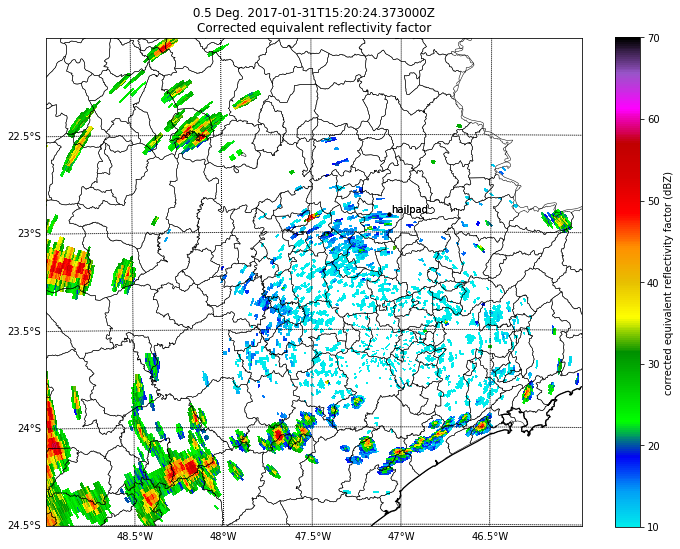 0.5 Deg. 2017-01-31T15:20:24.373000Z
Corrected equivalent reflectivity factor
70
60
50
40
30
20
10
corrected equivalent reflectivity factor (dBZ)
22.5°S
23°S
23.5°S
24°S
24.5°S
hailpad
48.5°W
48°W
47.5°W
47°W
46.5°W